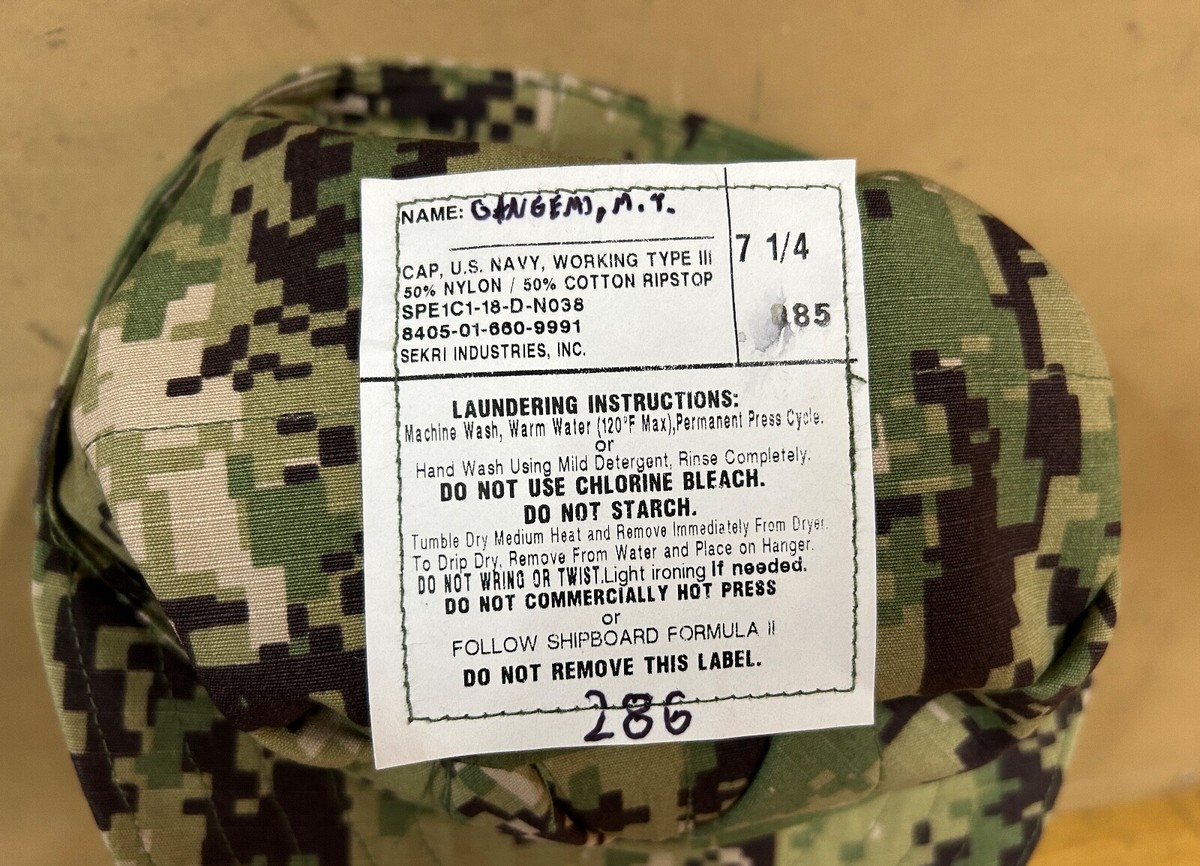 NAME: GANGEMI, M.T.
7 1/4
CAP, U.S. NAVY, WORKING TYPE III
50% NYLON / 50% COTTON RIPSTOP
SPE1C1-18-D-N038
85
8405-01-660-9991
SEKRI INDUSTRIES, INC.
LAUNDERING INSTRUCTIONS:
Machine Wash, Warm Water (120°F Max),Permanent Press Cycle.
or
Hand Wash Using Mild Detergent, Rinse Completely.
DO NOT USE CHLORINE BLEACH.
DO NOT STARCH.
Tumble Dry Medium Heat and Remove Immediately From Dryer.
To Drip Dry, Remove From Water and Place on Hanger.
DO NOT WRING OR TWIST.Light ironing if needed.
DO NOT COMMERCIALLY HOT PRESS
or
FOLLOW SHIPBOARD FORMULA II
DO NOT REMOVE THIS LABEL.
286